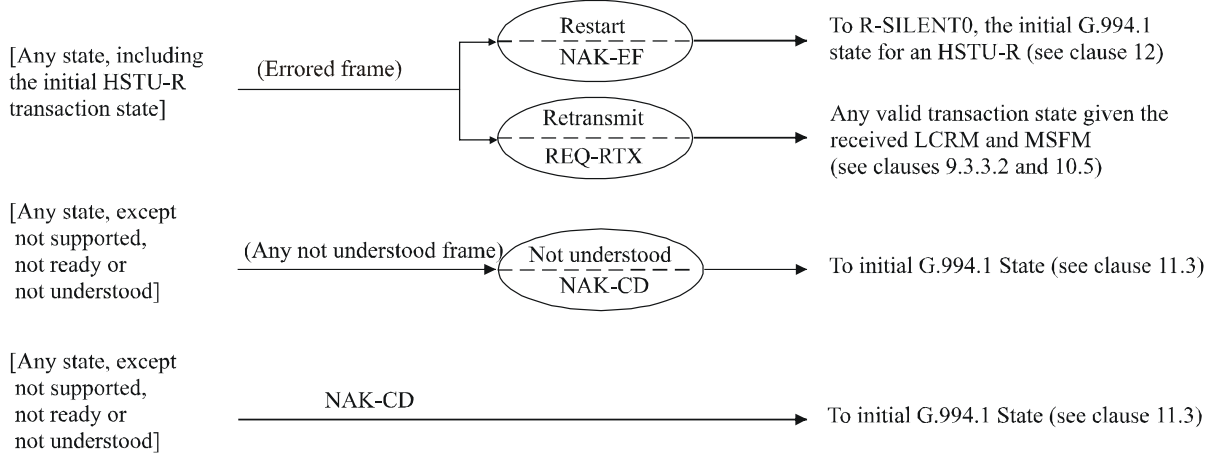 [Any state, including
the initial HSTU-R
transaction state]
(Errored frame)
Restart
NAK-EF
To R-SILENT0, the initial G.994.1
state for an HSTU-R (see clause 12)
Retransmit
REQ-RTX
Any valid transaction state given the
received LCRM and MSFM
(see clauses 9.3.3.2 and 10.5)
[Any state, except
not supported,
not ready or
not understood]
(Any not understood frame)
Not understood
NAK-CD
To initial G.994.1 State (see clause 11.3)
[Any state, except
not supported,
not ready or
not understood]
NAK-CD
To initial G.994.1 State (see clause 11.3)